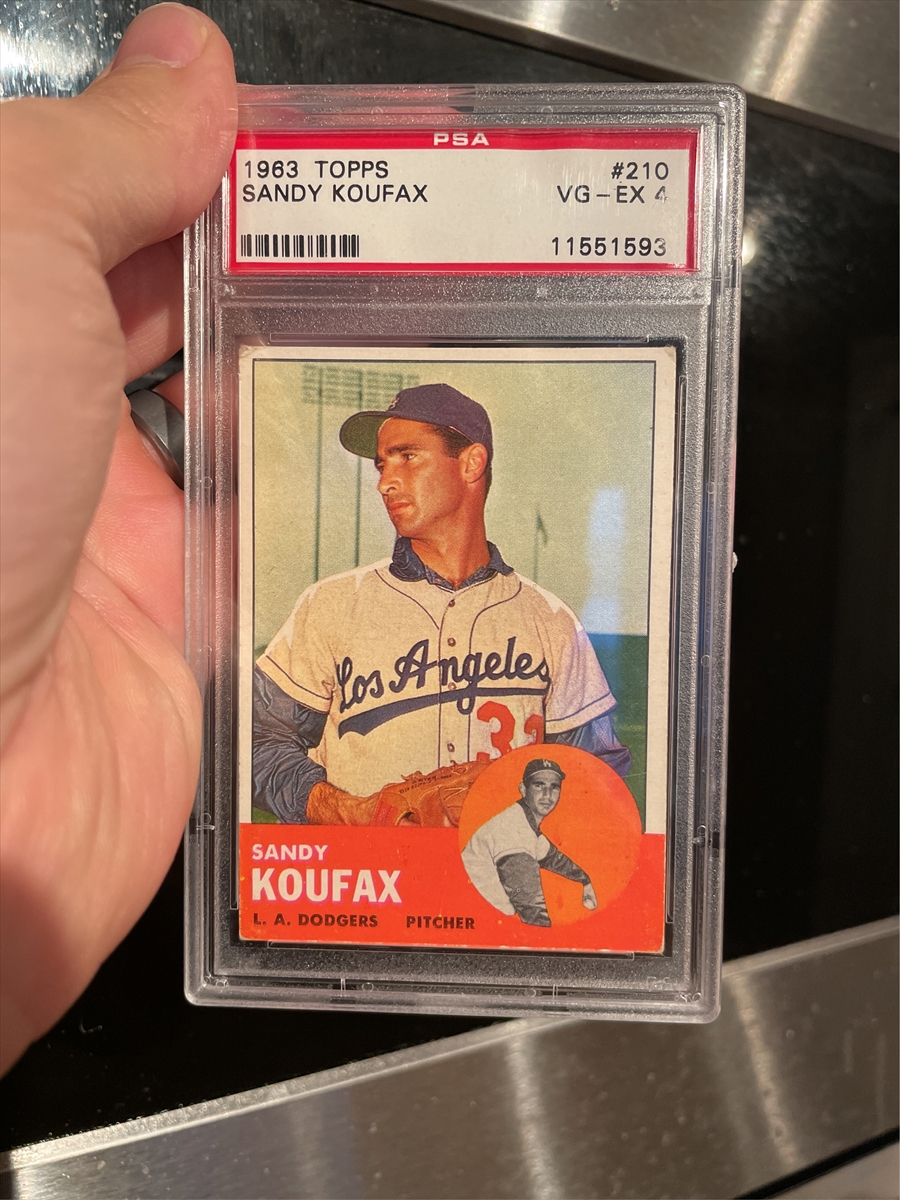 PSA
1963 TOPPS #210
SANDY KOUFAX VG-EX 4
11551593
Los Angeles
SANDY
KOUFAX
L. A. DODGERS PITCHER